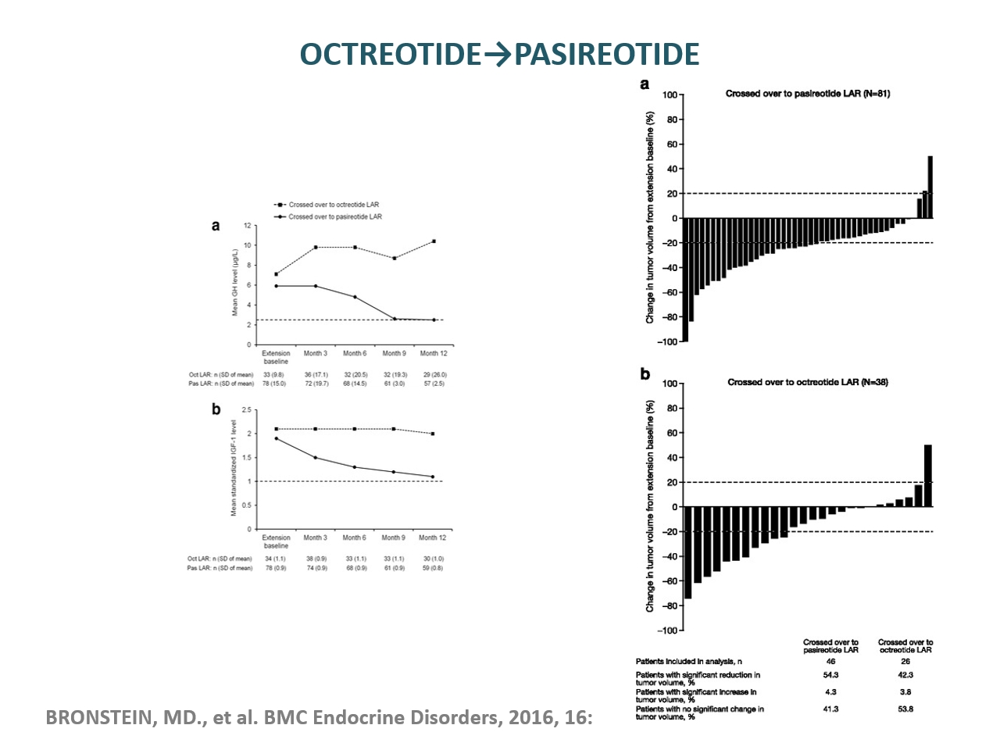 OCTREOTIDE→PASIREOTIDE
Crossed over to octreotide LAR
Crossed over to pasireotide LAR
a
Mean GH level (µg/L)
12
10
8
6
4
2
0
Extension baseline Month 3 Month 6 Month 9 Month 12
Oct LAR: n (SD of mean) 33 (9.8) 36 (17.1) 32 (20.5) 32 (19.3) 29 (26.0)
Pas LAR: n (SD of mean) 78 (15.0) 72 (19.7) 68 (14.5) 61 (3.0) 57 (2.5)
b
Mean standardized IGF-1 level
2.5
2
1.5
1
0.5
0
Extension baseline Month 3 Month 6 Month 9 Month 12
Oct LAR: n (SD of mean) 34 (1.1) 38 (0.9) 33 (1.1) 33 (1.1) 30 (1.0)
Pas LAR: n (SD of mean) 78 (0.9) 74 (0.9) 68 (0.9) 61 (0.9) 59 (0.8)
a
Crossed over to pasireotide LAR (N=81)
Change in tumor volume from extension baseline (%)
100
80
60
40
20
0
–20
–40
–60
–80
–100
b
Crossed over to octreotide LAR (N=38)
Change in tumor volume from extension baseline (%)
100
80
60
40
20
0
–20
–40
–60
–80
–100
Crossed over to pasireotide LAR Crossed over to octreotide LAR
Patients included in analysis, n 46 26
Patients with significant reduction in tumor volume, % 54.3 42.3
Patients with significant increase in tumor volume, % 4.3 3.8
Patients with no significant change in tumor volume, % 41.3 53.8
BRONSTEIN, MD., et al. BMC Endocrine Disorders, 2016, 16: